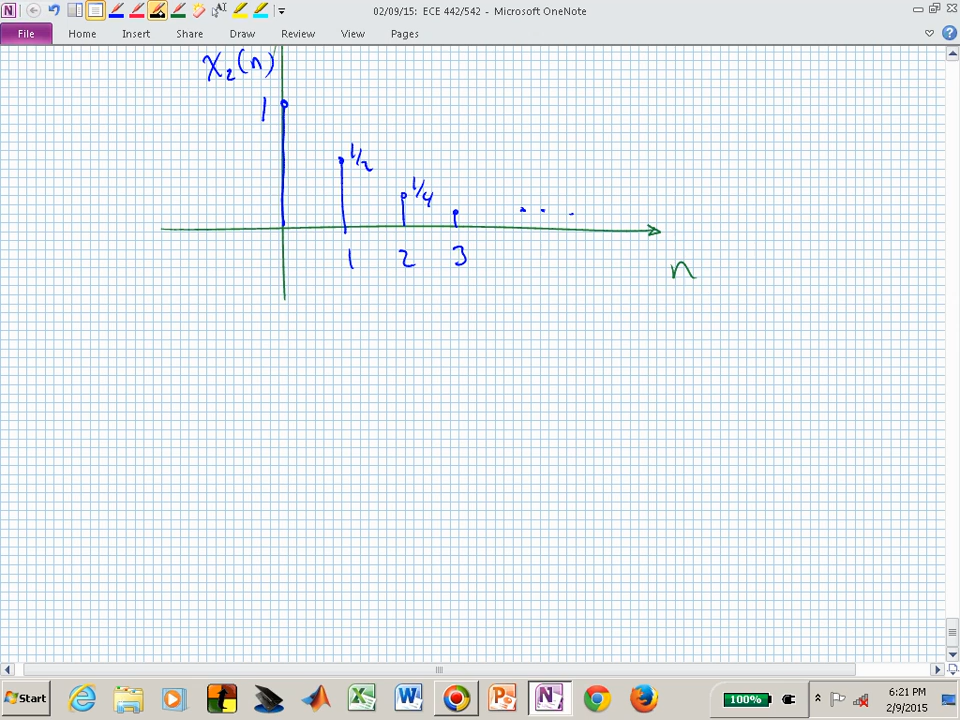 02/09/15: ECE 442/542 - Microsoft OneNote
File Home Insert Share Draw Review View Pages
x₂(n)
1
1/2
1/4
...
1 2 3
n
Start
100%
6:21 PM
2/9/2015